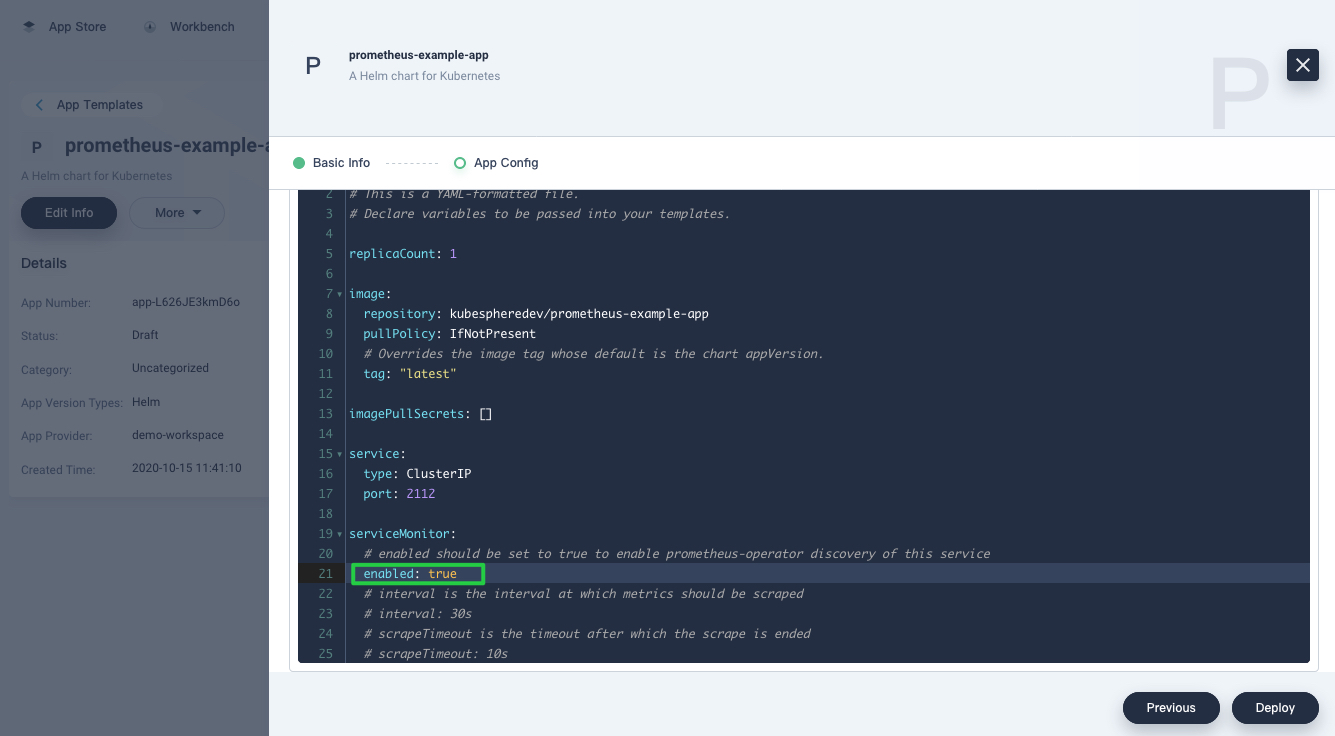 App Store
Workbench
App Templates
P
prometheus-example-a
A Helm chart for Kubernetes
Edit Info
More
Details
App Number: app-L626JE3kmD6o
Status: Draft
Category: Uncategorized
App Version Types: Helm
App Provider: demo-workspace
Created Time: 2020-10-15 11:41:10
P
prometheus-example-app
A Helm chart for Kubernetes
P
Basic Info
App Config
2 # This is a YAML-formatted file.
3 # Declare variables to be passed into your templates.
4
5 replicaCount: 1
6
7 image:
8 repository: kubespheredev/prometheus-example-app
9 pullPolicy: IfNotPresent
10 # Overrides the image tag whose default is the chart appVersion.
11 tag: "latest"
12
13 imagePullSecrets: []
14
15 service:
16 type: ClusterIP
17 port: 2112
18
19 serviceMonitor:
20 # enabled should be set to true to enable prometheus-operator discovery of this service
21 enabled: true
22 # interval is the interval at which metrics should be scraped
23 # interval: 30s
24 # scrapeTimeout is the timeout after which the scrape is ended
25 # scrapeTimeout: 10s
Previous
Deploy